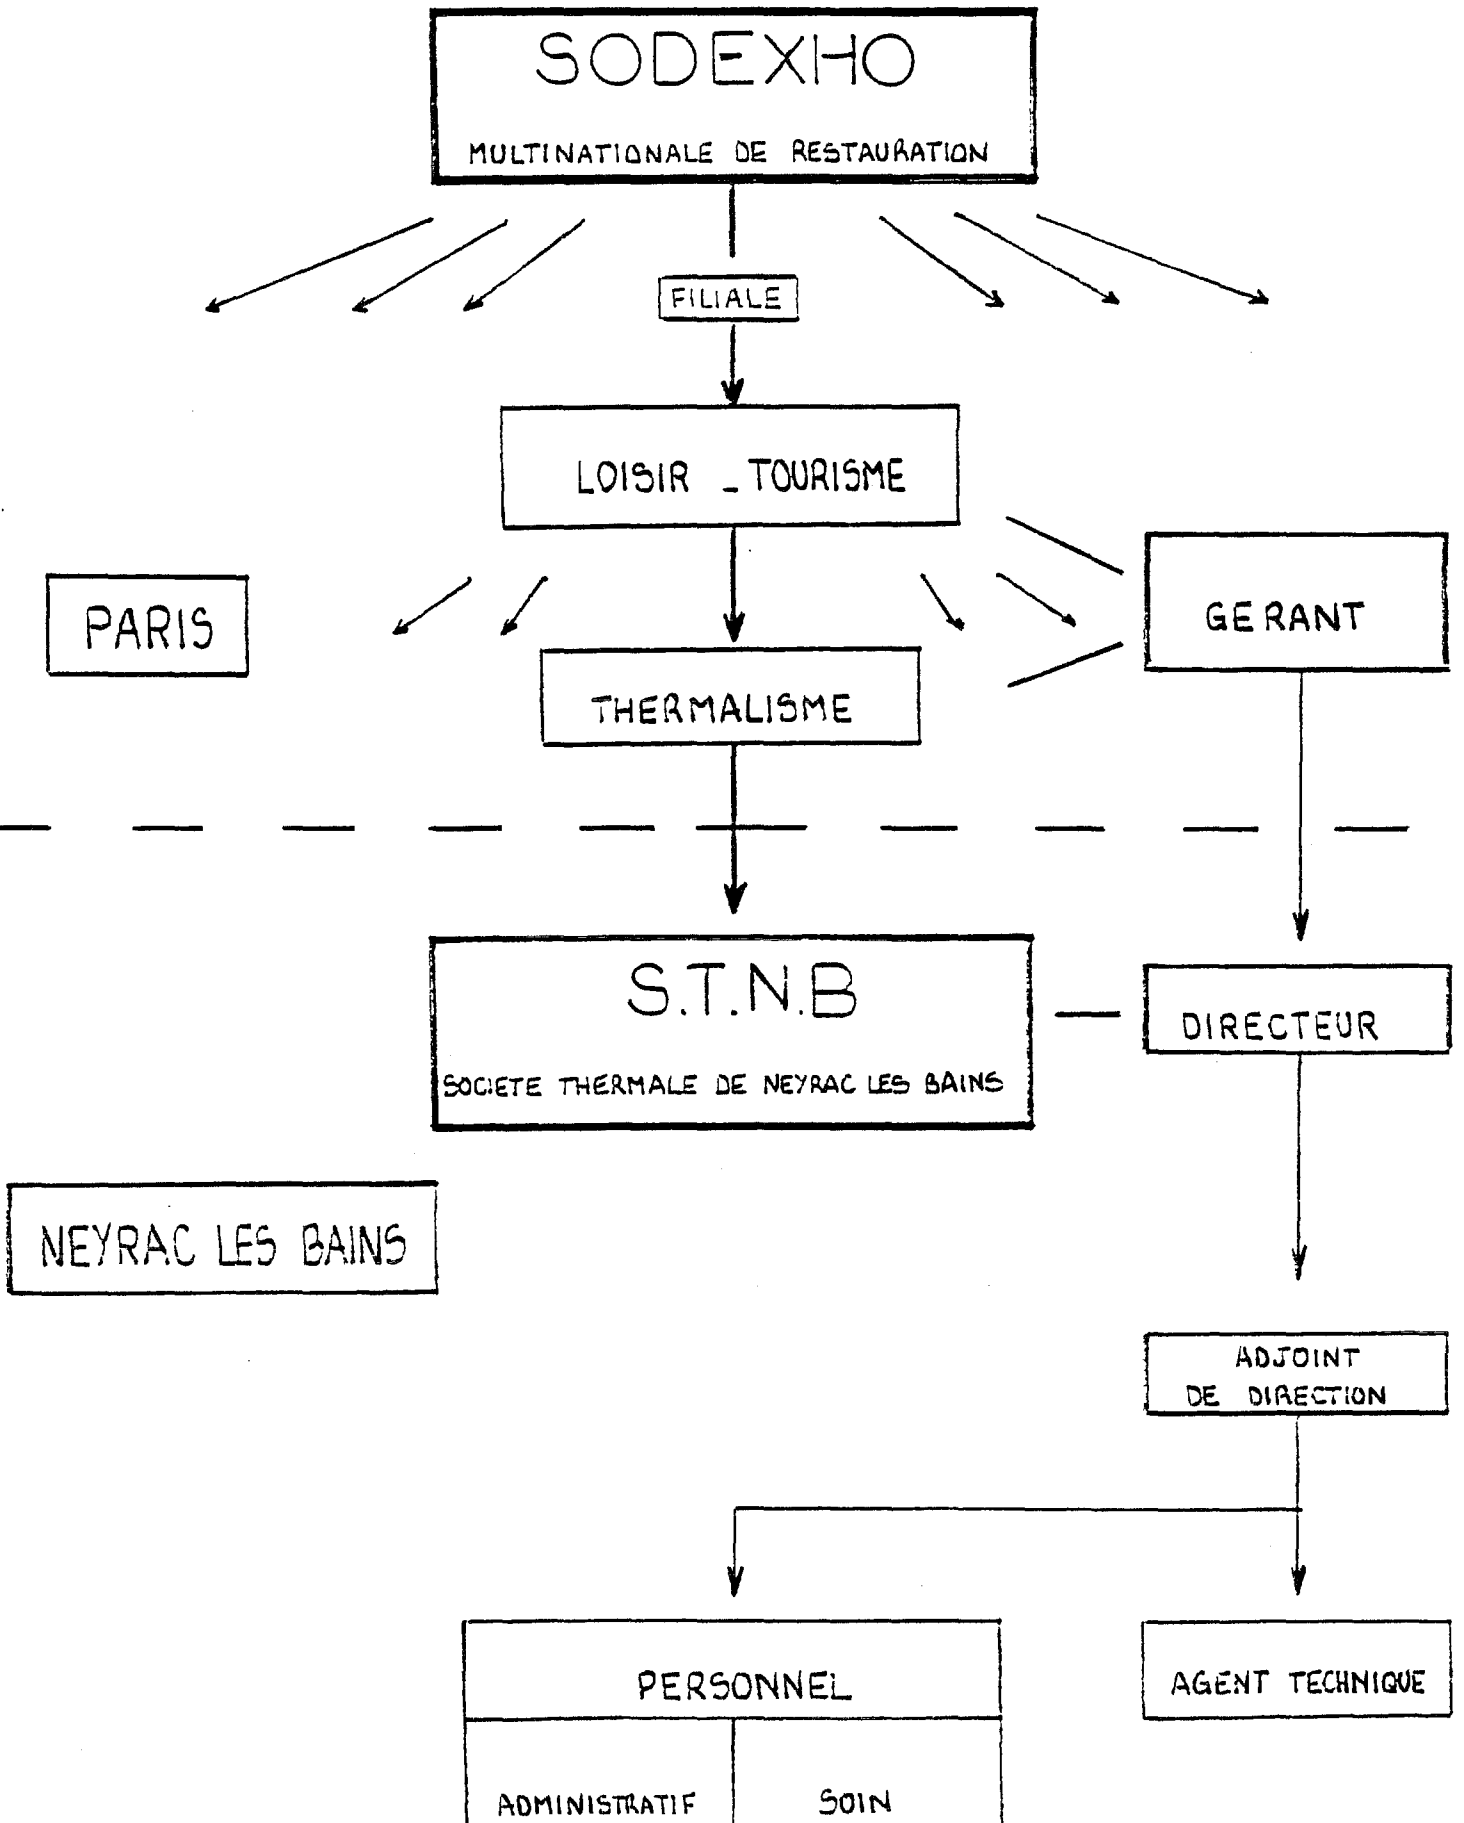 SODEXHO
MULTINATIONALE DE RESTAURATION
FILIALE
LOISIR _ TOURISME
PARIS
GERANT
THERMALISME
S.T.N.B
DIRECTEUR
SOCIETE THERMALE DE NEYRAC LES BAINS
NEYRAC LES BAINS
ADJOINT
DE DIRECTION
PERSONNEL
AGENT TECHNIQUE
ADMINISTRATIF SOIN